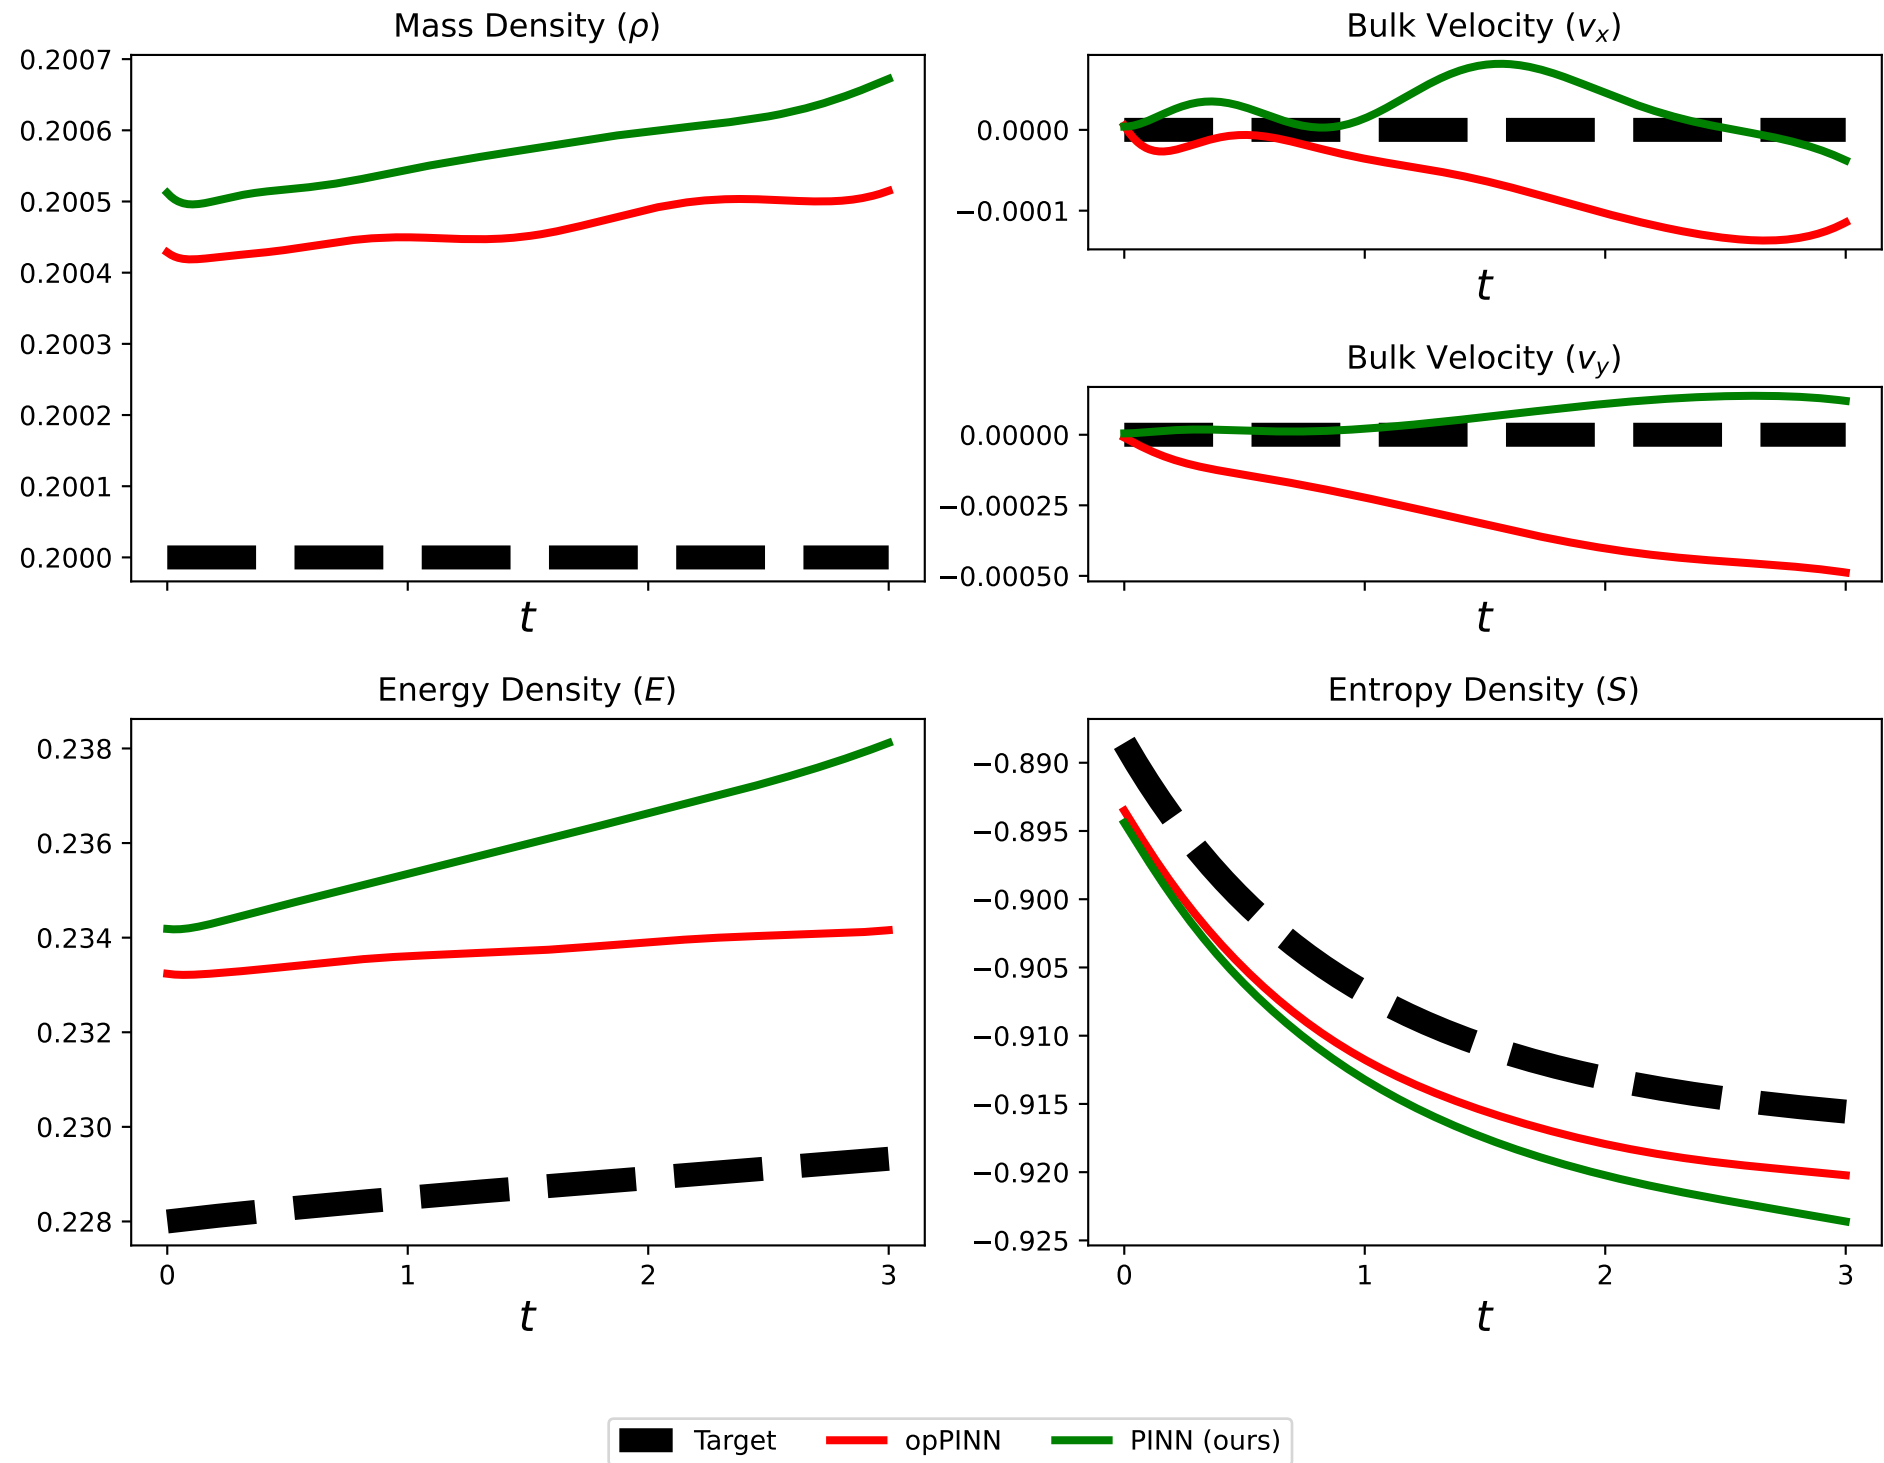 Mass Density (ρ)
0.2007
0.2006
0.2005
0.2004
0.2003
0.2002
0.2001
0.2000
t
Bulk Velocity (vₓ)
0.0000
−0.0001
t
Bulk Velocity (v_y)
0.00000
−0.00025
−0.00050
t
Energy Density (E)
0.238
0.236
0.234
0.232
0.230
0.228
0 1 2 3
t
Entropy Density (S)
−0.890
−0.895
−0.900
−0.905
−0.910
−0.915
−0.920
−0.925
0 1 2 3
t
Target opPINN PINN (ours)